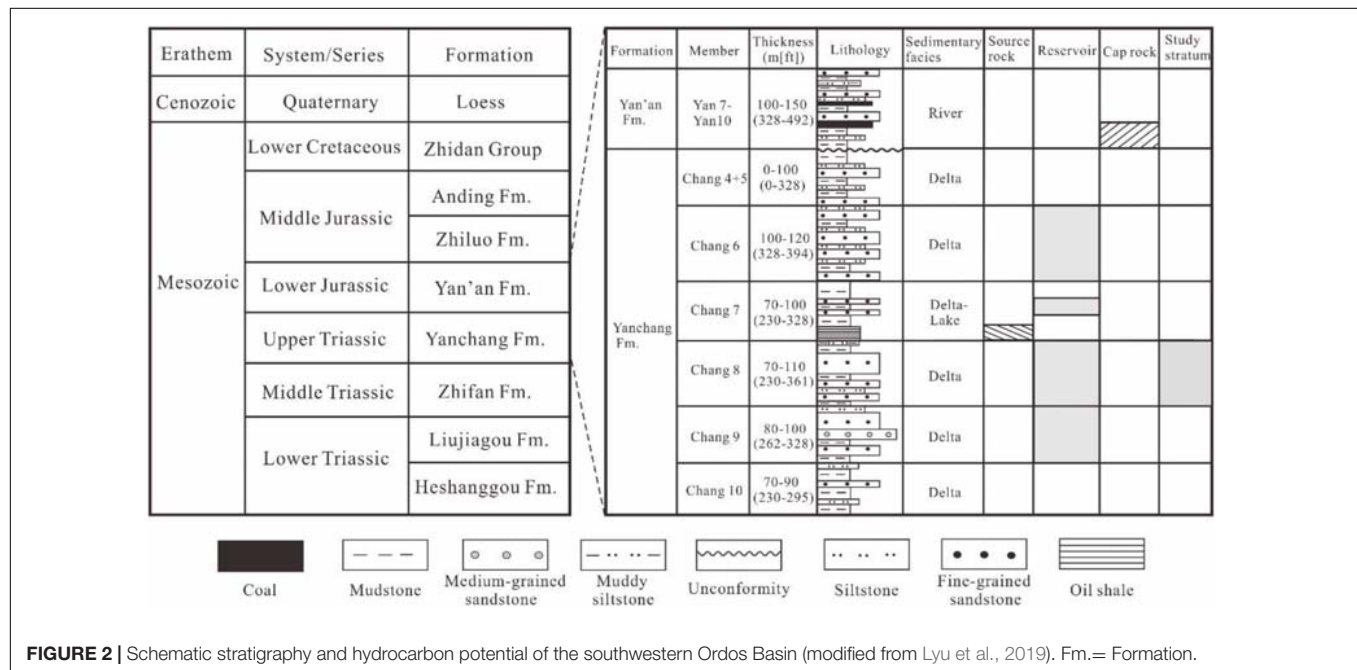 Erathem System/Series Formation
Cenozoic Quaternary Loess
Mesozoic
Lower Cretaceous Zhidan Group
Middle Jurassic
Anding Fm.
Zhiluo Fm.
Lower Jurassic Yan'an Fm.
Upper Triassic Yanchang Fm.
Middle Triassic Zhifan Fm.
Lower Triassic
Liujiagou Fm.
Heshanggou Fm.
Formation Member Thickness (m[ft]) Lithology Sedimentary facies Source rock Reservoir Cap rock Study stratum
Yan'an Fm.
Yan 7-Yan10
100-150
(328-492)
River
Yanchang Fm.
Chang 4+5
0-100
(0-328)
Delta
Chang 6
100-120
(328-394)
Delta
Chang 7
70-100
(230-328)
Delta-Lake
Chang 8
70-110
(230-361)
Delta
Chang 9
80-100
(262-328)
Delta
Chang 10
70-90
(230-295)
Delta
Coal
Mudstone
Medium-grained sandstone
Muddy siltstone
Unconformity
Siltstone
Fine-grained sandstone
Oil shale
FIGURE 2 | Schematic stratigraphy and hydrocarbon potential of the southwestern Ordos Basin (modified from Lyu et al., 2019). Fm.= Formation.